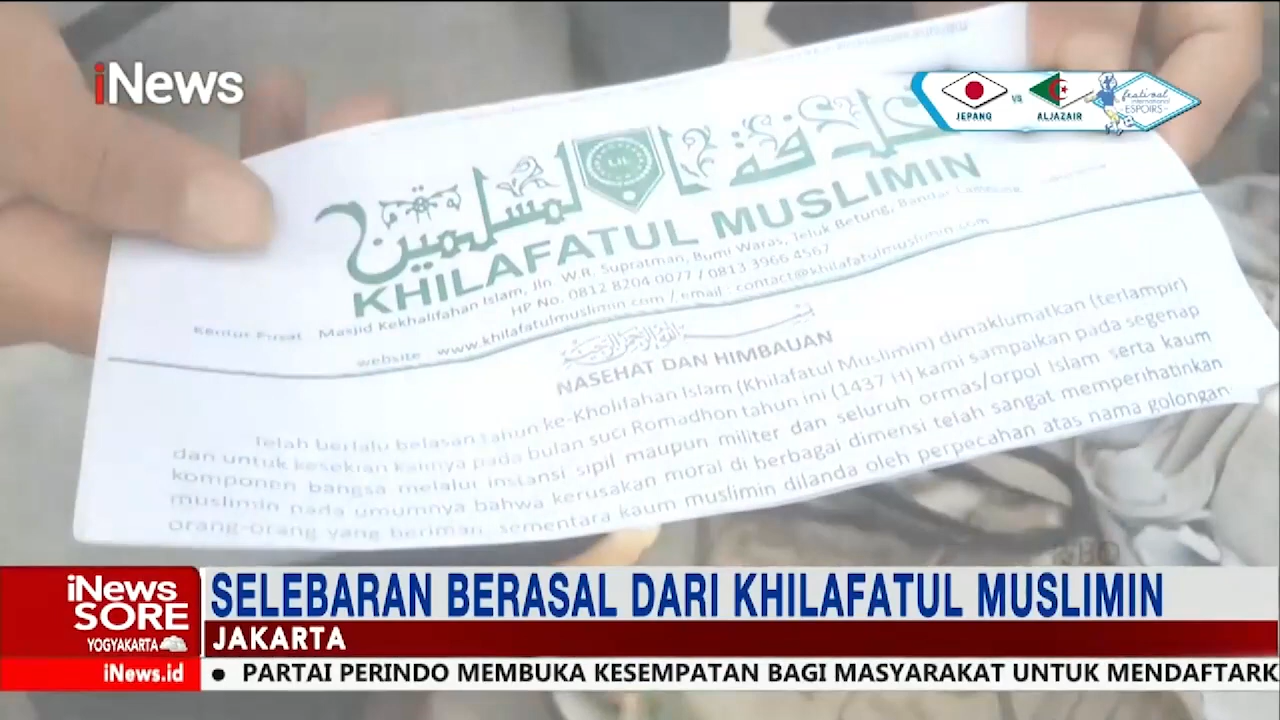 iNews
JEPANG VS ALJAZAIR
festival
international
ESPOIRS
خلافة المسلمين
KHILAFATUL MUSLIMIN
Kantor Pusat Masjid Kekhalifahan Islam, Jln. W.R. Supratman, Bumi Waras, Teluk Betung, Bandar Lampung
HP No. 0812 8204 0077 / 0813 3966 4567
website www.khilafatulmuslimin.com / email : contact@khilafatulmuslimin.com
NASEHAT DAN HIMBAUAN
Telah berlalu belasan tahun ke-Kholifahan Islam (Khilafatul Muslimin) dimaklumatkan (terlampir)
dan untuk kesekian kalinya pada bulan suci Romadhon tahun ini (1437 H) kami sampaikan pada segenap
komponen bangsa melalui instansi sipil maupun militer dan seluruh ormas/orpol Islam serta kaum
muslimin pada umumnya bahwa kerusakan moral di berbagai dimensi telah sangat memperihatinkan
orang-orang yang beriman, sementara kaum muslimin dilanda oleh perpecahan atas nama golongan
iNews
SORE
YOGYAKARTA
iNews.id
SELEBARAN BERASAL DARI KHILAFATUL MUSLIMIN
JAKARTA
● PARTAI PERINDO MEMBUKA KESEMPATAN BAGI MASYARAKAT UNTUK MENDAFTARK